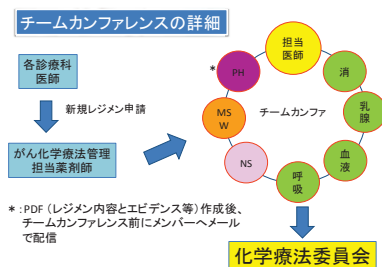 チームカンファレンスの詳細
各診療科
医師
新規レジメン申請
がん化学療法管理
担当薬剤師
*:PDF(レジメン内容とエビデンス等)作成後、
チームカンファレンス前にメンバーへメール
で配信
担当
医師
消
乳
腺
血
液
呼
吸
NS
MS
W
* PH
チームカンファ
化学療法委員会